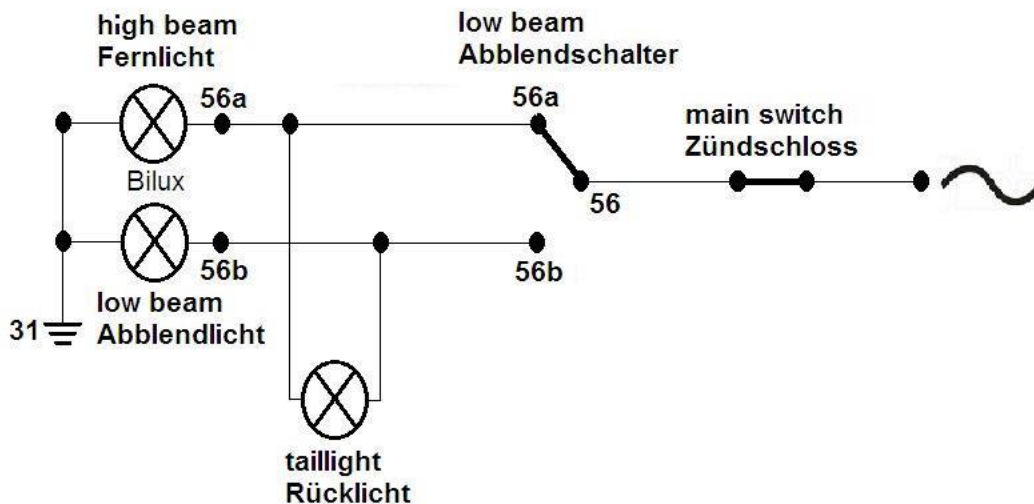 high beam
Fernlicht
low beam
Abblendschalter
56a
56a
main switch
Zündschloss
Bilux
56
56b
56b
low beam
Abblendlicht
31
taillight
Rücklicht